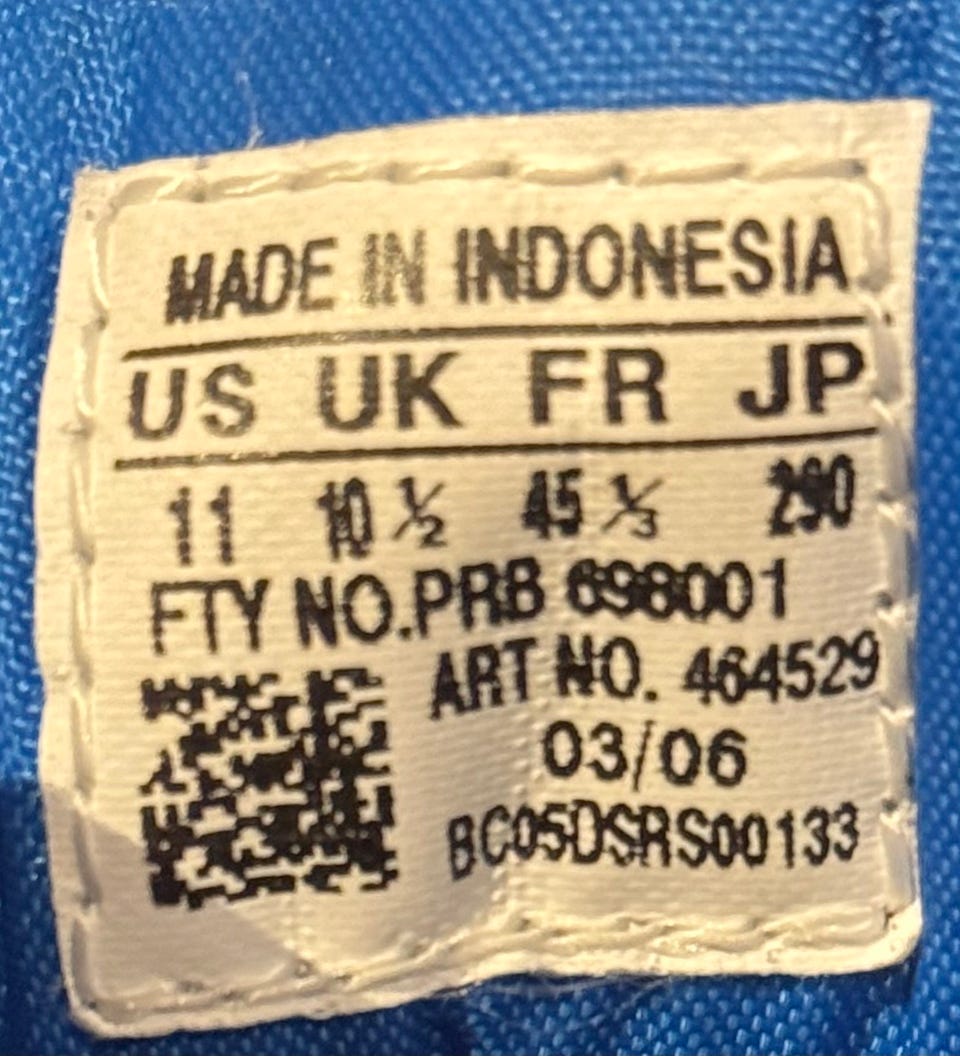 MADE IN INDONESIA
US UK FR JP
11 10 ½ 45 ⅓ 290
FTY NO.PRB 698001
ART NO. 464529
03/06
BC05DSRS00133